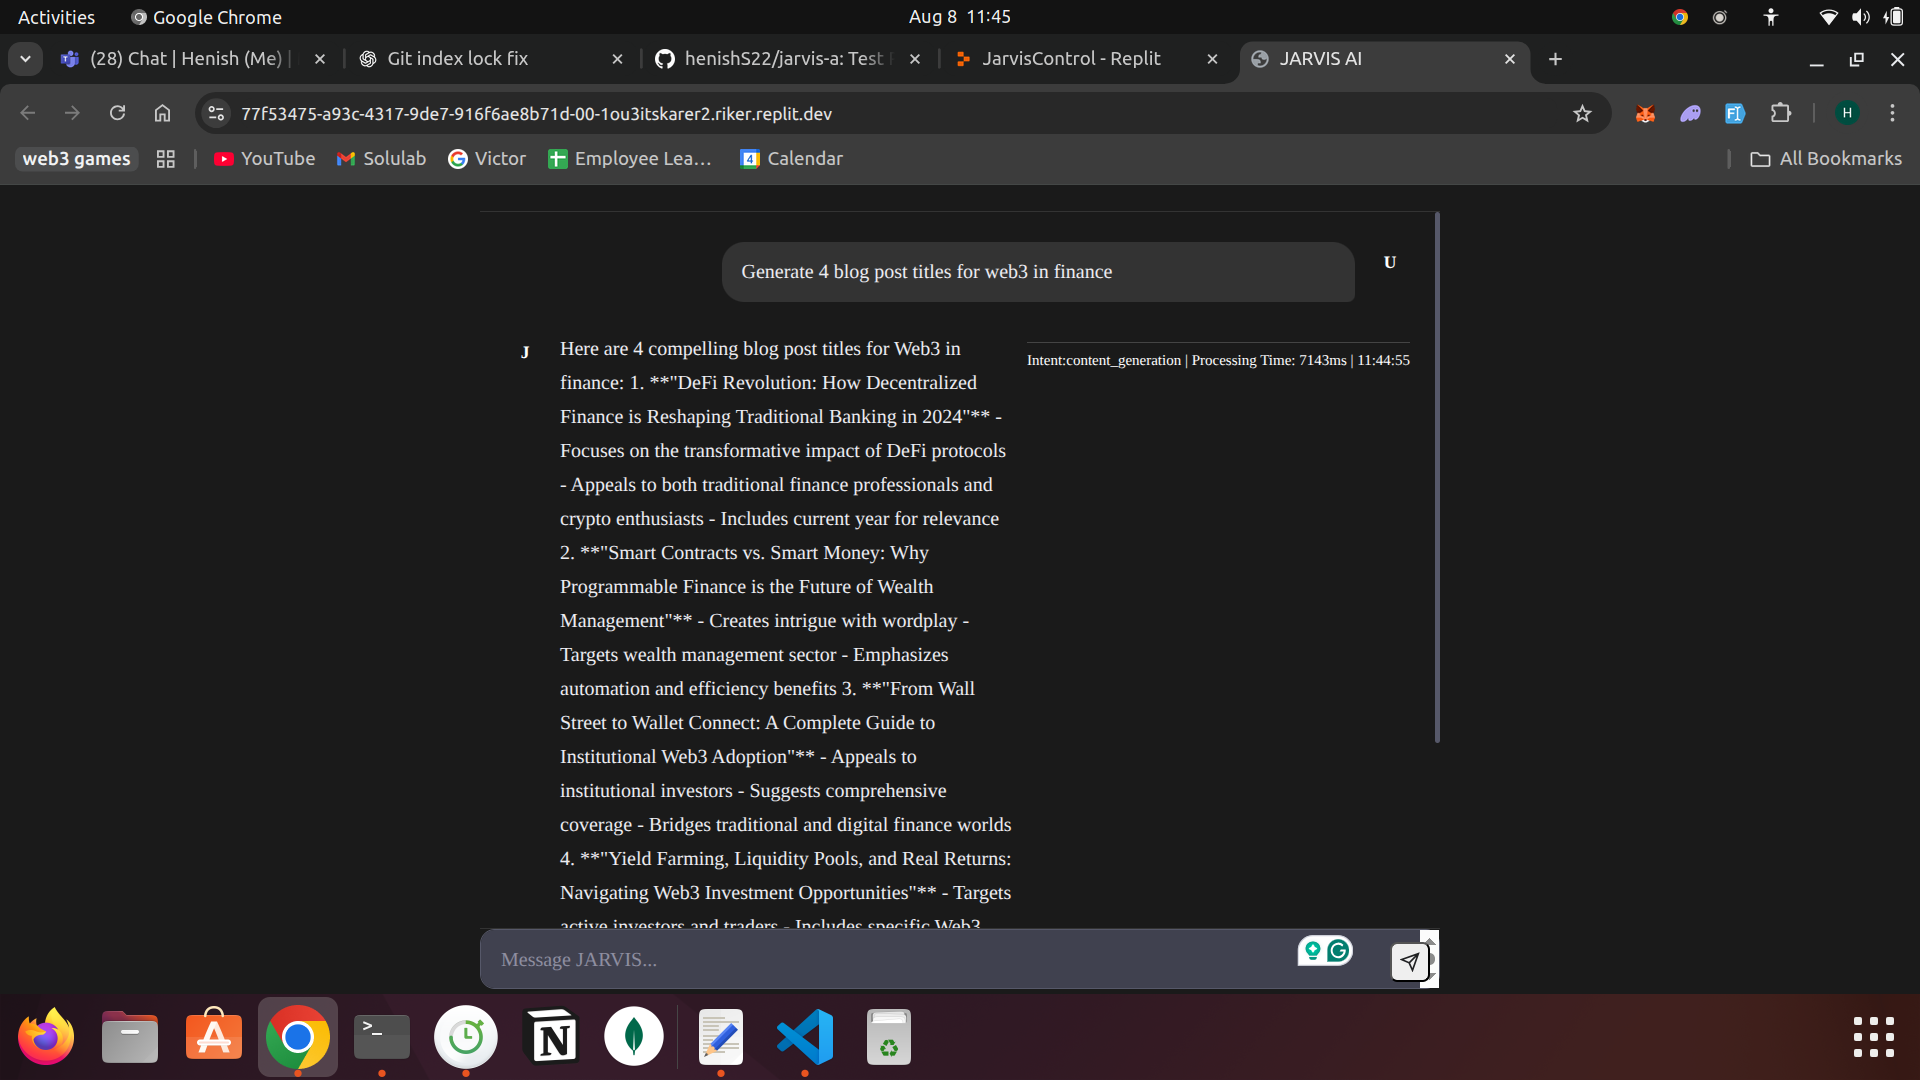 Activities
Google Chrome
Aug 8 11:45
(28) Chat | Henish (Me) |
Git index lock fix
henishS22/jarvis-a: Test
JarvisControl - Replit
JARVIS AI
77f53475-a93c-4317-9de7-916f6ae8b71d-00-1ou3itskarer2.riker.replit.dev
H
web3 games
YouTube
Solulab
Victor
Employee Lea...
4
Calendar
All Bookmarks
Generate 4 blog post titles for web3 in finance
U
J
Here are 4 compelling blog post titles for Web3 in
finance: 1. **"DeFi Revolution: How Decentralized
Finance is Reshaping Traditional Banking in 2024"** -
Focuses on the transformative impact of DeFi protocols
- Appeals to both traditional finance professionals and
crypto enthusiasts - Includes current year for relevance
2. **"Smart Contracts vs. Smart Money: Why
Programmable Finance is the Future of Wealth
Management"** - Creates intrigue with wordplay -
Targets wealth management sector - Emphasizes
automation and efficiency benefits 3. **"From Wall
Street to Wallet Connect: A Complete Guide to
Institutional Web3 Adoption"** - Appeals to
institutional investors - Suggests comprehensive
coverage - Bridges traditional and digital finance worlds
4. **"Yield Farming, Liquidity Pools, and Real Returns:
Navigating Web3 Investment Opportunities"** - Targets
active investors and traders - Includes specific Web3
Intent:content_generation | Processing Time: 7143ms | 11:44:55
Message JARVIS...